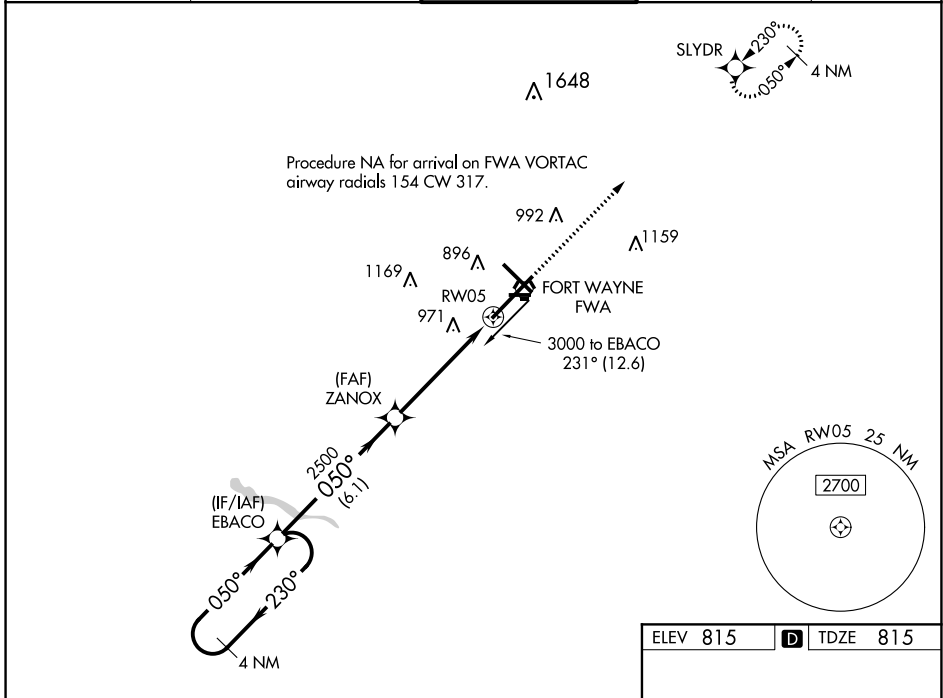 SLYDR
230°
050°
4 NM
1648
Procedure NA for arrival on FWA VORTAC
airway radials 154 CW 317.
992
1159
896
1169
FORT WAYNE
FWA
RW05
971
3000 to EBACO
231° (12.6)
(FAF)
ZANOX
2500
050°
(6.1)
(IF/IAF)
EBACO
050°
230°
4 NM
MSA RW05 25 NM
2700
ELEV 815 D TDZE 815